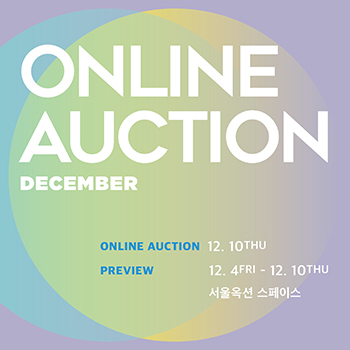 ONLINE
AUCTION
DECEMBER
ONLINE AUCTION 12. 10THU
PREVIEW 12. 4FRI - 12. 10THU
서울옥션 스페이스